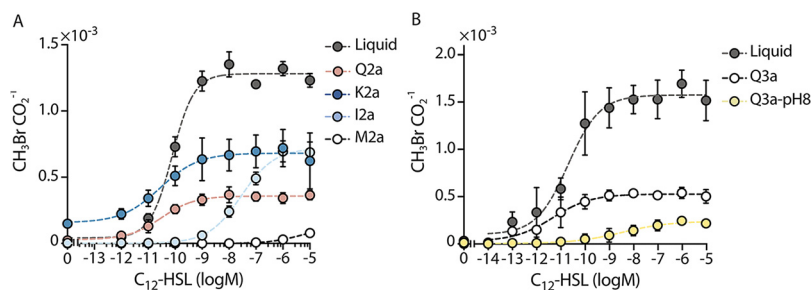 A
×10⁻³
1.5
1.0
0.5
0
CH₃Br CO₂⁻¹
0 -13 -12 -11 -10 -9 -8 -7 -6 -5
C₁₂-HSL (logM)
Liquid
Q2a
K2a
I2a
M2a
B
×10⁻³
2.0
1.5
1.0
0.5
0.0
CH₃Br CO₂⁻¹
0 -14 -13 -12 -11 -10 -9 -8 -7 -6 -5
C₁₂-HSL (logM)
Liquid
Q3a
Q3a-pH8